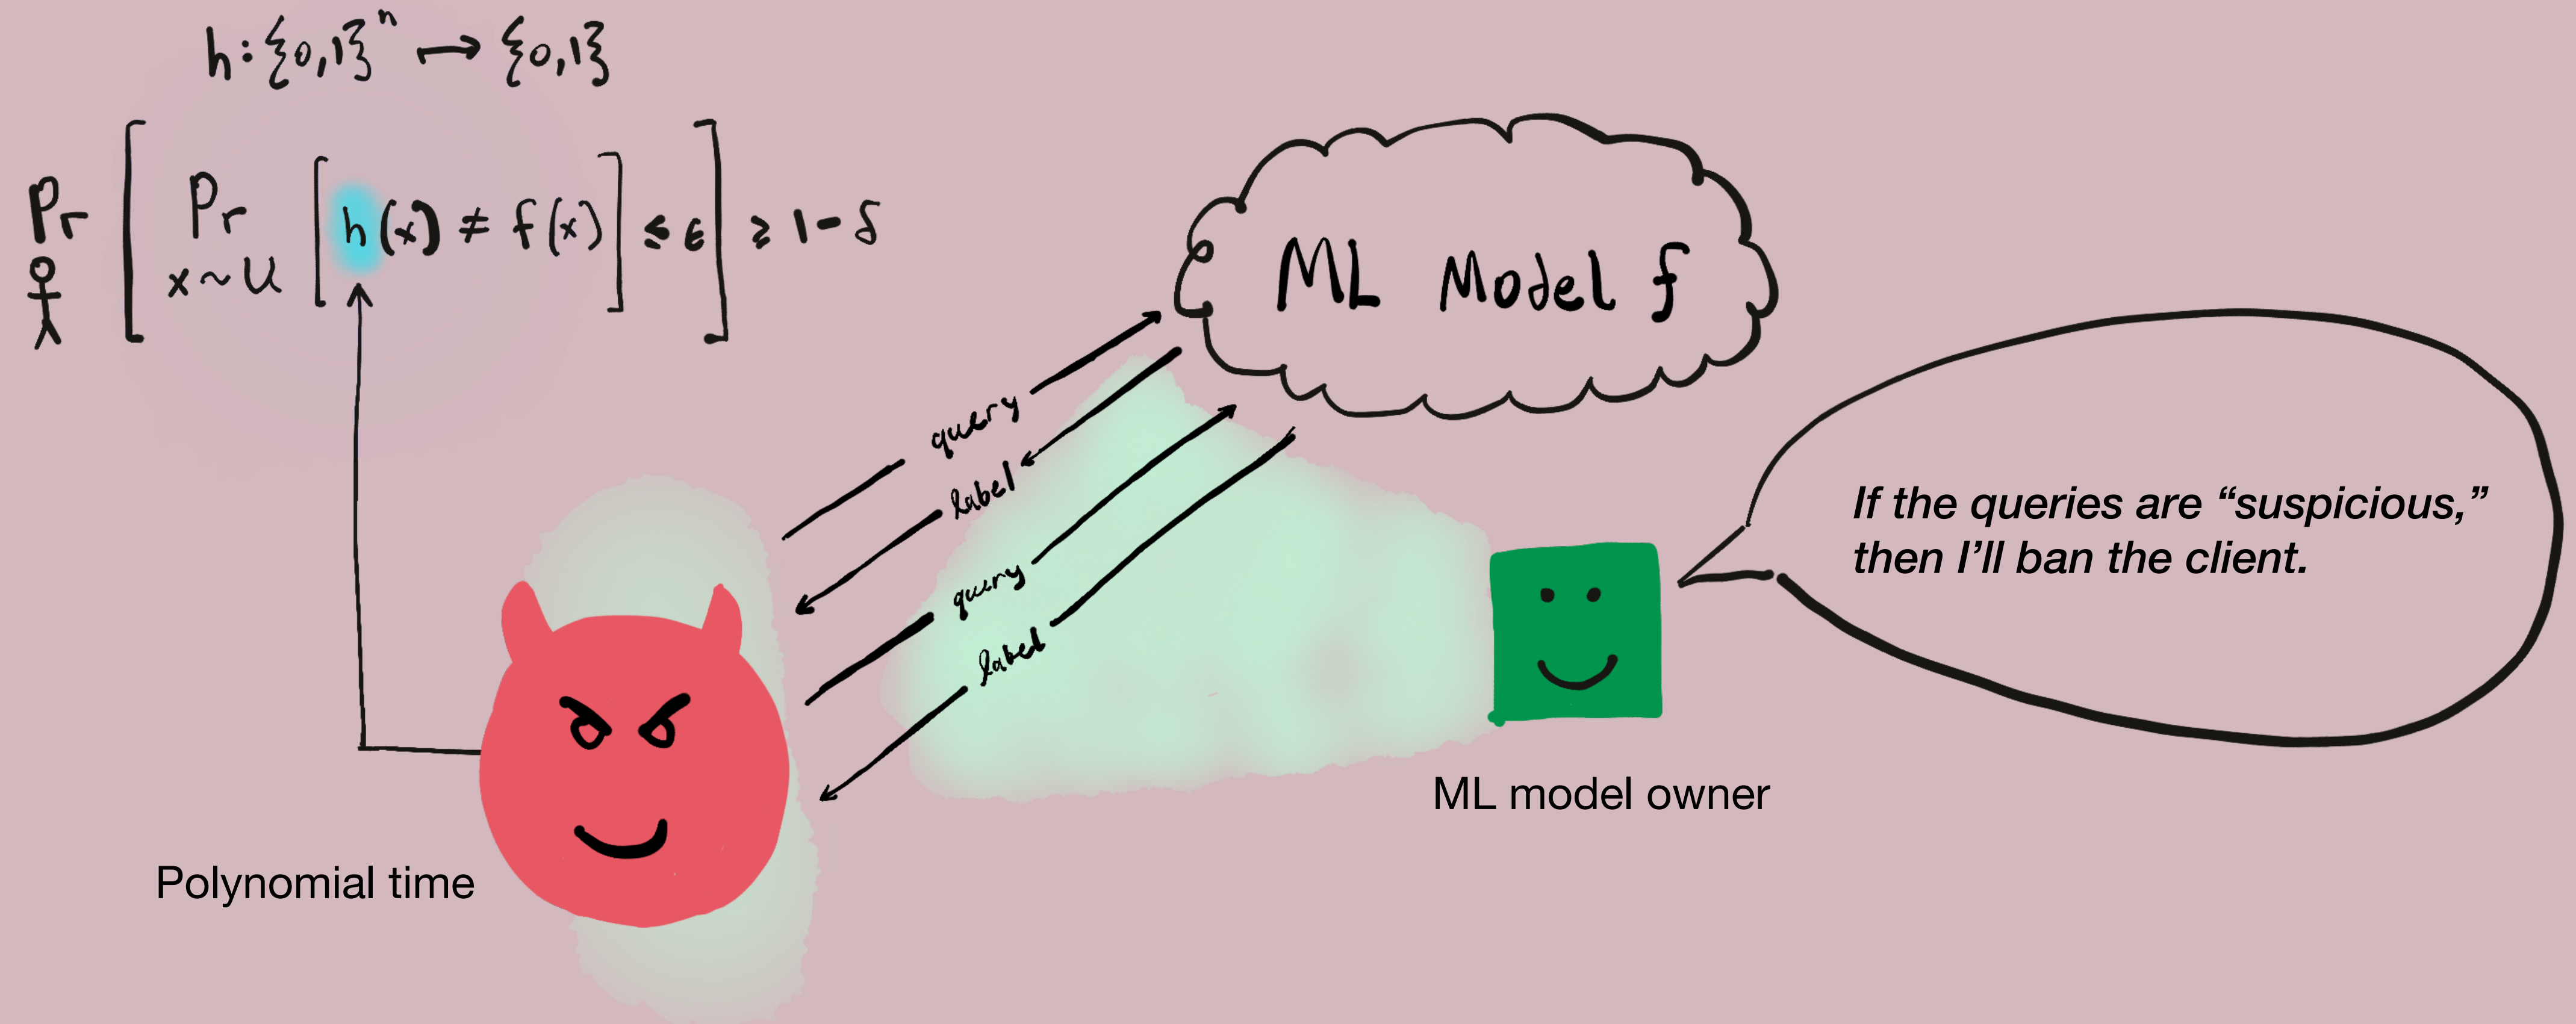 h: {0,1}ⁿ → {0,1}
Pr [ Pr x~U [ h(x) ≠ f(x) ] ≤ ε ] ≥ 1-δ
ML Model f
query
label
query
label
If the queries are “suspicious,”
then I’ll ban the client.
ML model owner
Polynomial time